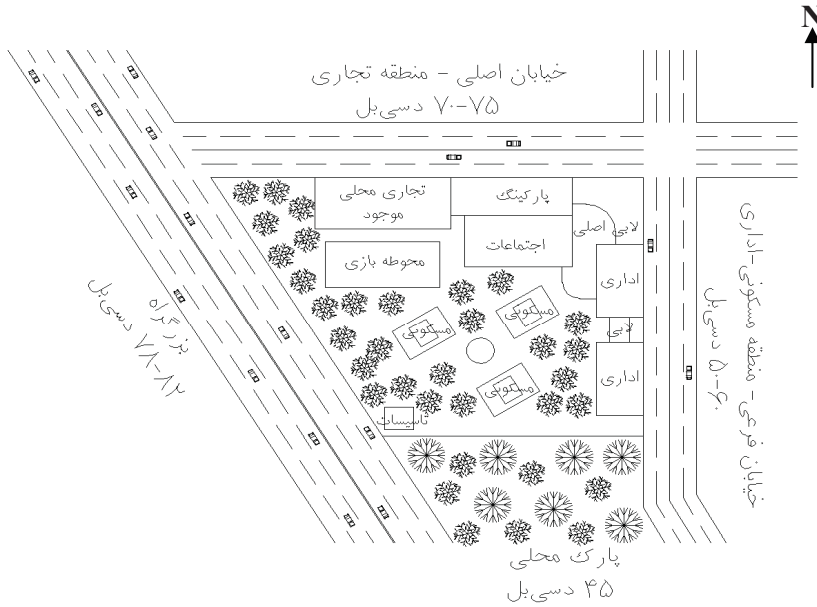 N
خیابان اصلی - منطقه تجاری
۷۰-۷۵ دسی‌بل
تجاری محلی
موجود
پارکینگ
لابی اصلی
اجتماعات
محوطه بازی
اداری
مسکونی
مسکونی
لابی
مسکونی
اداری
تاسیسات
بزرگراه
۷۸-۸۲ دسی‌بل
خیابان فرعی - منطقه مسکونی-اداری
۵۰-۶۰ دسی‌بل
پارک محلی
۴۵ دسی‌بل